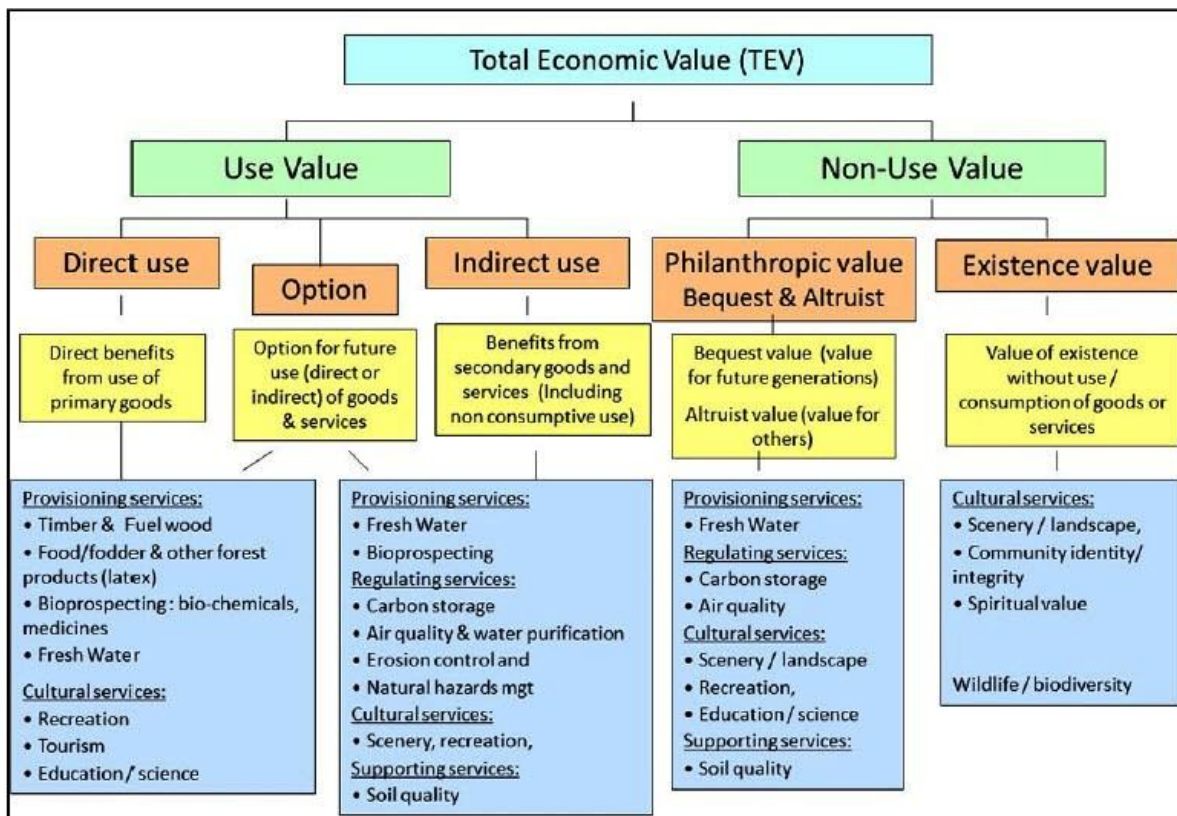 Total Economic Value (TEV)
Use Value
Non-Use Value
Direct use
Option
Indirect use
Philanthropic value
Bequest & Altruist
Existence value
Direct benefits
from use of
primary goods
Option for future
use (direct or
indirect) of goods
& services
Benefits from
secondary goods and
services (Including
non consumptive use)
Bequest value (value
for future generations)
Altruist value (value for
others)
Value of existence
without use /
consumption of goods or
services
Provisioning services:
• Timber & Fuel wood
• Food/fodder & other forest
products (latex)
• Bioprospecting: bio-chemicals,
medicines
• Fresh Water
Cultural services:
• Recreation
• Tourism
• Education / science
Provisioning services:
• Fresh Water
• Bioprospecting
Regulating services:
• Carbon storage
• Air quality & water purification
• Erosion control and
• Natural hazards mgt
Cultural services:
• Scenery, recreation,
Supporting services:
• Soil quality
Provisioning services:
• Fresh Water
Regulating services:
• Carbon storage
• Air quality
Cultural services:
• Scenery / landscape
• Recreation,
• Education / science
Supporting services:
• Soil quality
Cultural services:
• Scenery / landscape,
• Community identity/
integrity
• Spiritual value
Wildlife / biodiversity